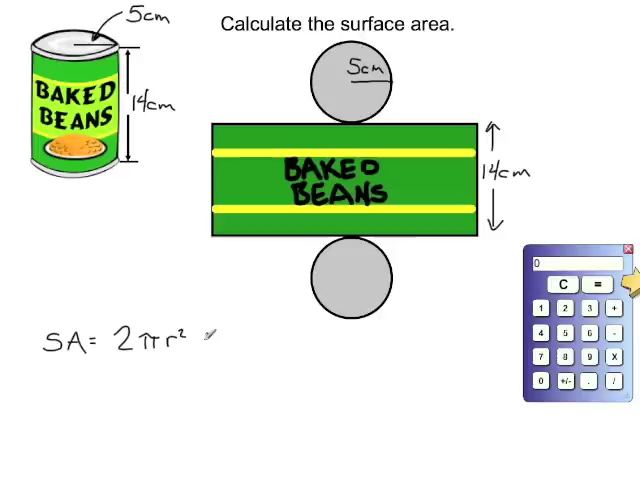 Calculate the surface area.
5cm
BAKED
BEANS
14cm
5cm
BAKED
BEANS
14cm
SA= 2πr²
0
C =
1 2 3 +
4 5 6 -
7 8 9 X
0 +/- . /